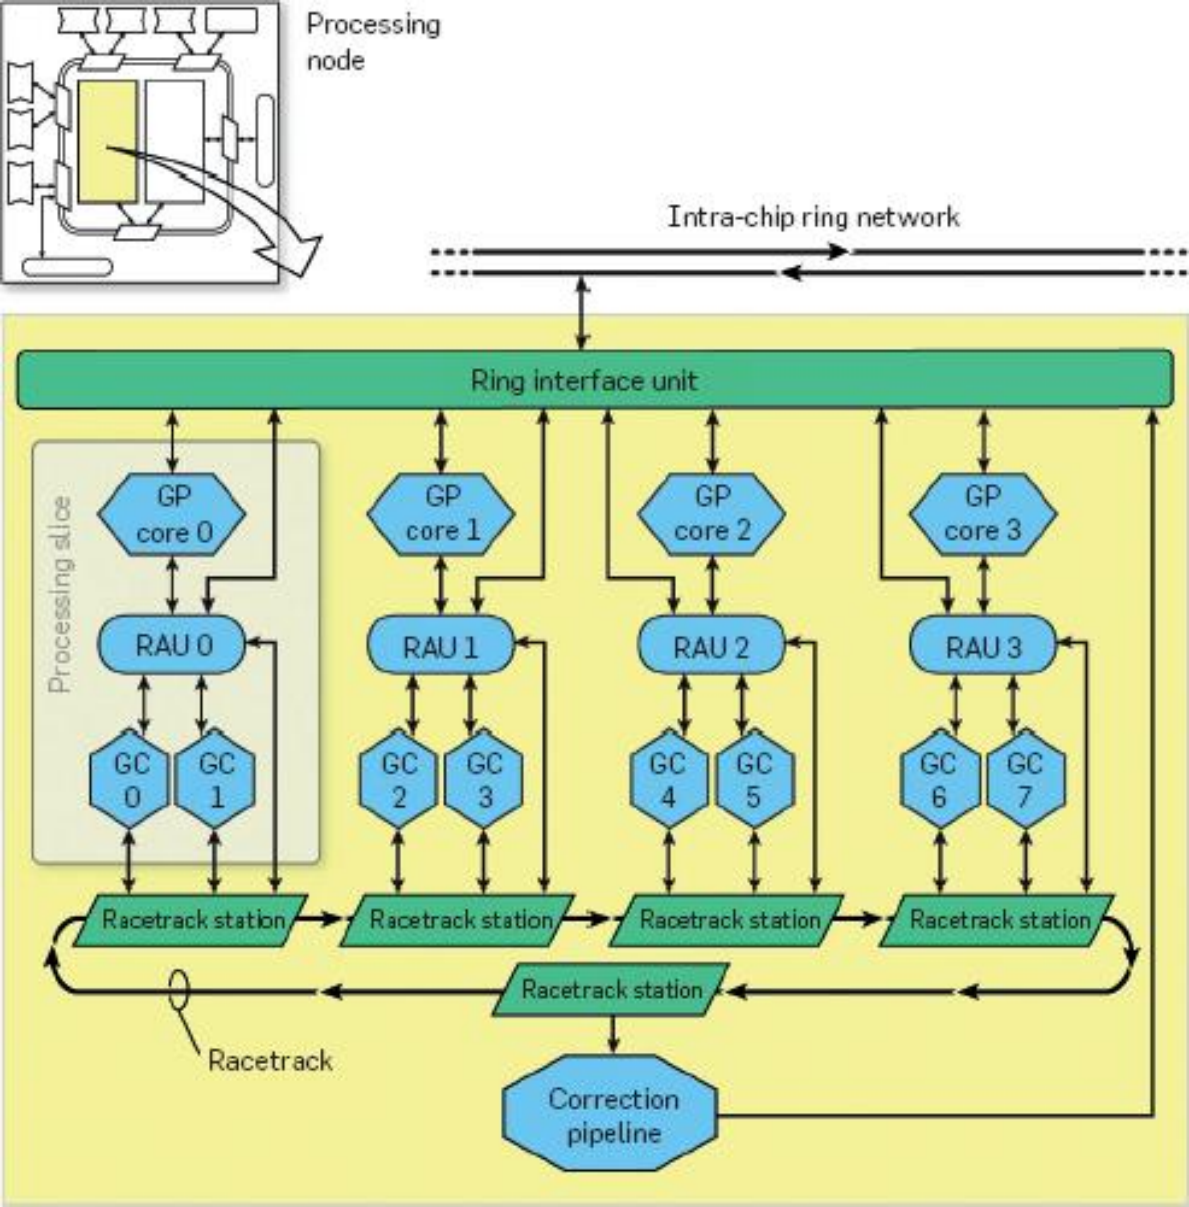 Processing
node
Intra-chip ring network
Ring interface unit
Processing slice
GP
core 0
GP
core 1
GP
core 2
GP
core 3
RAU 0
RAU 1
RAU 2
RAU 3
GC
0
GC
1
GC
2
GC
3
GC
4
GC
5
GC
6
GC
7
Racetrack station
Racetrack station
Racetrack station
Racetrack station
Racetrack station
Racetrack
Correction
pipeline